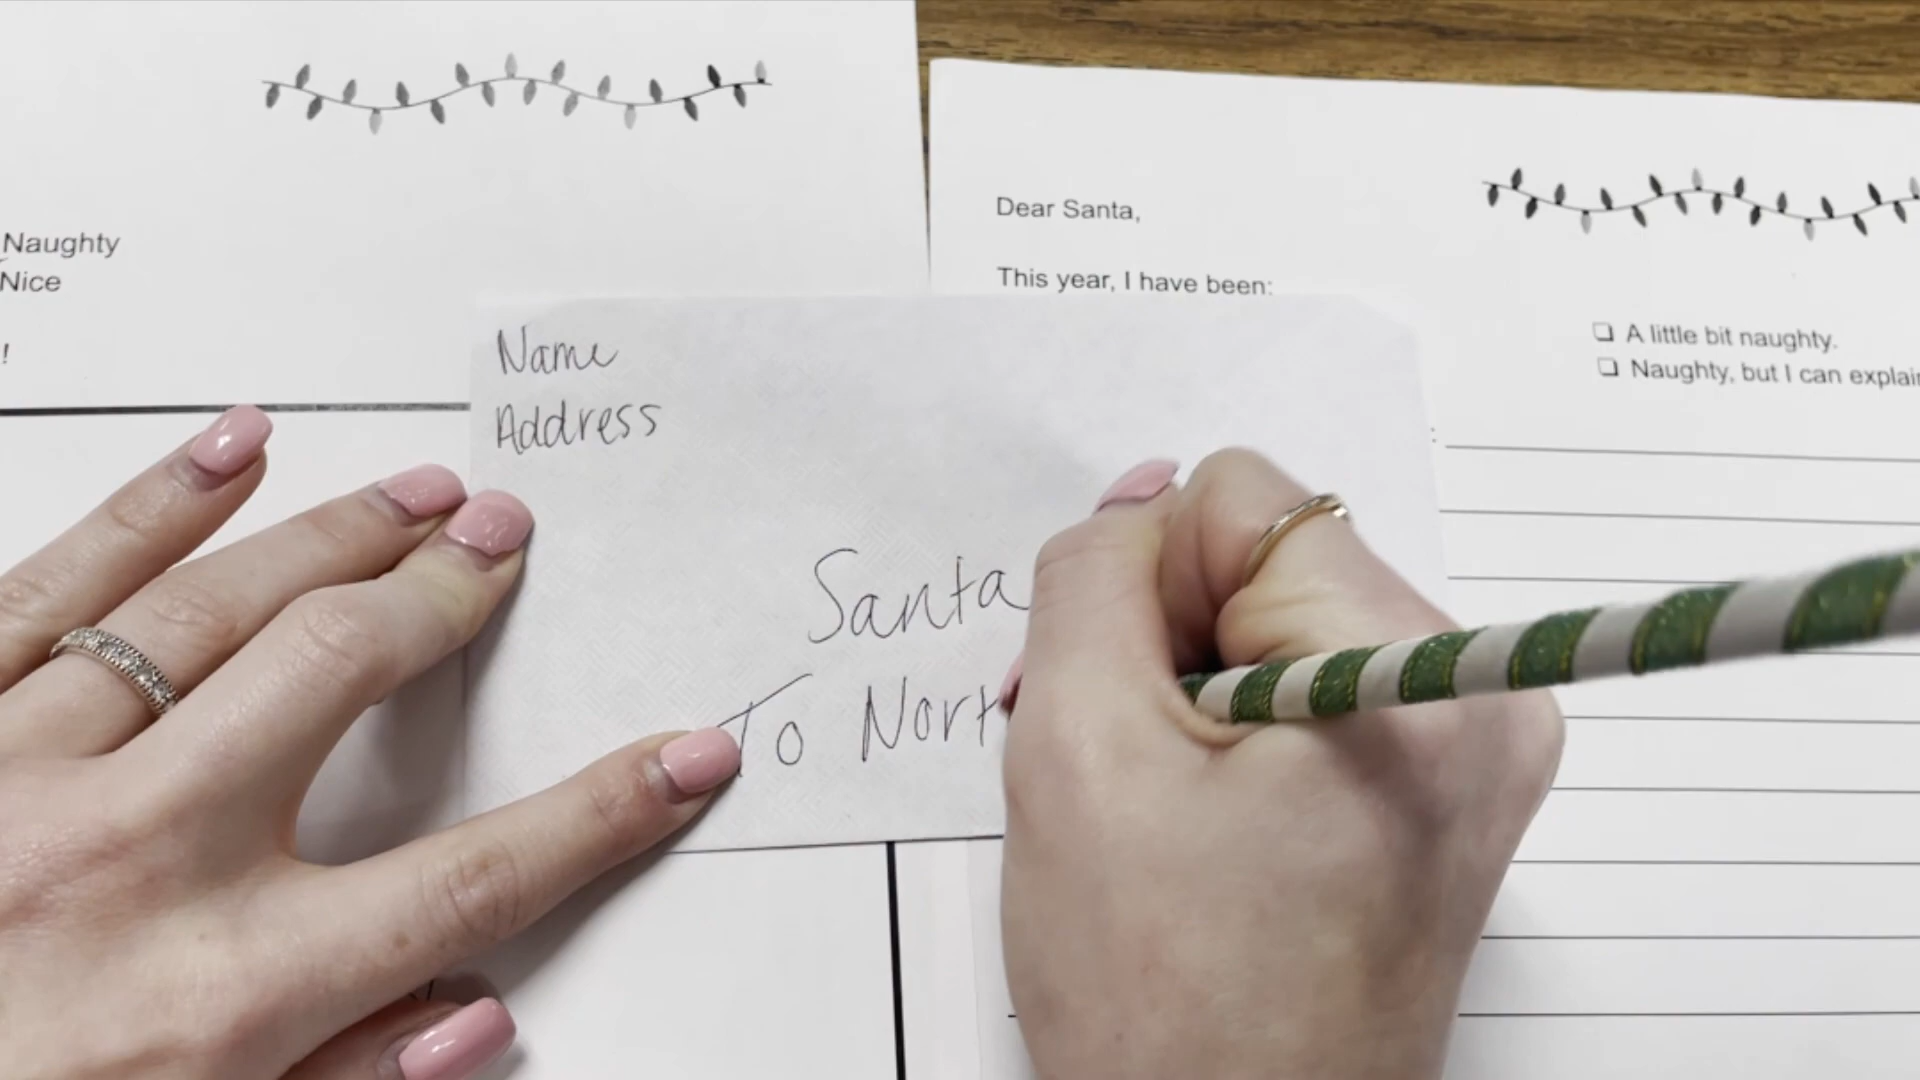 Naughty
Nice
!
Dear Santa,
This year, I have been:
A little bit naughty.
Naughty, but I can explain
:
Name
Address
Santa
To Nort